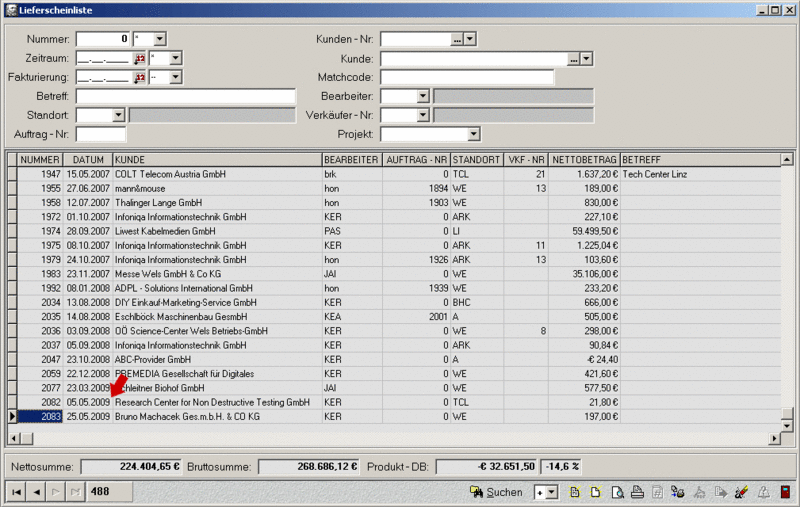 Lieferscheinliste
Nummer: 0 * Kunden - Nr:
Zeitraum: __.__.____ 12 * Kunde:
Fakturierung: __.__.____ 12 -- Matchcode:
Betreff: Bearbeiter:
Standort: Verkäufer - Nr:
Auftrag - Nr: Projekt:
NUMMER DATUM KUNDE BEARBEITER AUFTRAG - NR STANDORT VKF - NR NETTOBETRAG BETREFF
1947 15.05.2007 COLT Telecom Austria GmbH brk 0 TCL 21 1.637,20 € Tech Center Linz
1955 27.06.2007 mann&mouse hon 1894 WE 13 189,00 €
1958 12.07.2007 Thalinger Lange GmbH hon 1903 WE 830,00 €
1972 01.10.2007 Infoniqa Informationstechnik GmbH KER 0 ARK 227,10 €
1974 28.09.2007 Liwest Kabelmedien GmbH PAS 0 LI 59.499,50 €
1975 08.10.2007 Infoniqa Informationstechnik GmbH KER 0 ARK 11 1.225,04 €
1979 24.10.2007 Infoniqa Informationstechnik GmbH hon 1926 ARK 13 103,60 €
1983 23.11.2007 Messe Wels GmbH & Co KG JAI 0 WE 35.106,00 €
1992 08.01.2008 ADPL - Solutions International GmbH hon 1939 WE 233,20 €
2034 13.08.2008 DIY Einkauf-Marketing-Service GmbH KER 0 BHC 666,00 €
2035 14.08.2008 Eschlböck Maschinenbau GesmbH KEA 2001 A 505,00 €
2036 03.09.2008 OÖ Science-Center Wels Betriebs-GmbH KER 0 WE 8 298,00 €
2037 05.09.2008 Infoniqa Informationstechnik GmbH KER 0 ARK 90,84 €
2047 23.10.2008 ABC-Provider GmbH KER 0 A -€ 24,40
2059 22.12.2008 PREMEDIA Gesellschaft für Digitales KER 0 WE 421,60 €
2077 23.03.2009 Biohof GmbH JAI 0 WE 577,50 €
2082 05.05.2009 Research Center for Non Destructive Testing GmbH KER 0 TCL 21,80 €
2083 25.05.2009 Bruno Machacek Ges.m.b.H. & CO KG KER 0 WE 197,00 €
Nettosumme: 224.404,65 € Bruttosumme: 268.686,12 € Produkt - DB: -€ 32.651,50 -14,6 %
488 Suchen +